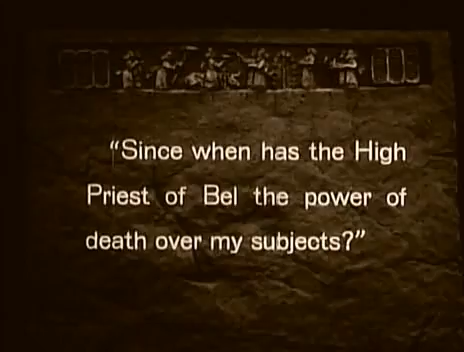 "Since when has the High
Priest of Bel the power of
death over my subjects?"